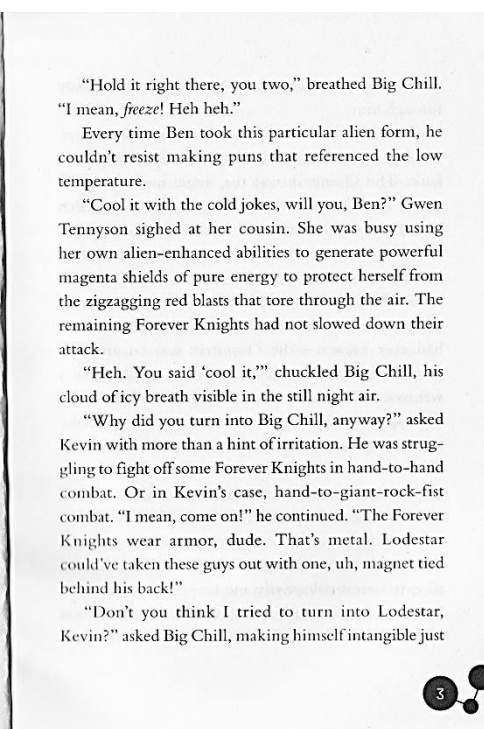 “Hold it right there, you two,” breathed Big Chill.
“I mean, freeze! Heh heh.”
Every time Ben took this particular alien form, he
couldn’t resist making puns that referenced the low
temperature.
“Cool it with the cold jokes, will you, Ben?” Gwen
Tennyson sighed at her cousin. She was busy using
her own alien-enhanced abilities to generate powerful
magenta shields of pure energy to protect herself from
the zigzagging red blasts that tore through the air. The
remaining Forever Knights had not slowed down their
attack.
“Heh. You said ‘cool it,’” chuckled Big Chill, his
cloud of icy breath visible in the still night air.
“Why did you turn into Big Chill, anyway?” asked
Kevin with more than a hint of irritation. He was strug-
gling to fight off some Forever Knights in hand-to-hand
combat. Or in Kevin’s case, hand-to-giant-rock-fist
combat. “I mean, come on!” he continued. “The Forever
Knights wear armor, dude. That’s metal. Lodestar
could’ve taken these guys out with one, uh, magnet tied
behind his back!”
“Don’t you think I tried to turn into Lodestar,
Kevin?” asked Big Chill, making himself intangible just
3